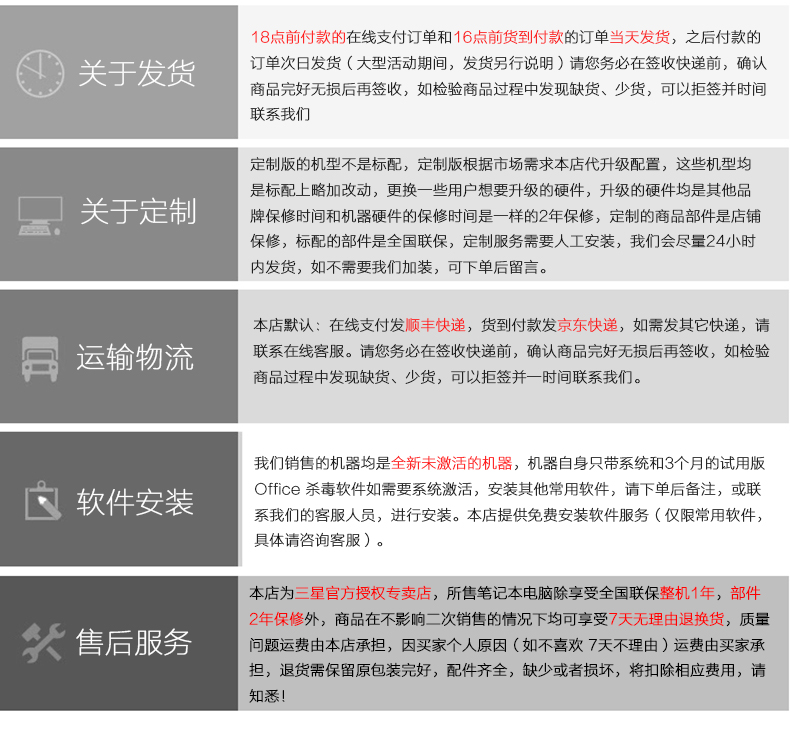 关于发货
18点前付款的在线支付订单和16点前货到付款的订单当天发货，之后付款的
订单次日发货（大型活动期间，发货另行说明）请您务必在签收快递前，确认
商品完好无损后再签收，如检验商品过程中发现缺货、少货，可以拒签并时间
联系我们
关于定制
定制版的机型不是标配，定制版根据市场需求本店代升级配置，这些机型均
是标配上略加改动，更换一些用户想要升级的硬件，升级的硬件均是其他品
牌保修时间和机器硬件的保修时间是一样的2年保修，定制的商品部件是店铺
保修，标配的部件是全国联保，定制服务需要人工安装，我们会尽量24小时
内发货，如不需要我们加装，可下单后留言。
运输物流
本店默认：在线支付发顺丰快递，货到付款发京东快递，如需发其它快递，请
联系在线客服。请您务必在签收快递前，确认商品完好无损后再签收，如检验
商品过程中发现缺货、少货，可以拒签并一时间联系我们。
软件安装
我们销售的机器均是全新未激活的机器，机器自身只带系统和3个月的试用版
Office 杀毒软件如需要系统激活，安装其他常用软件，请下单后备注，或联
系我们的客服人员，进行安装。本店提供免费安装软件服务（仅限常用软件，
具体请咨询客服）。
售后服务
本店为三星官方授权专卖店，所售笔记本电脑除享受全国联保整机1年，部件
2年保修外，商品在不影响二次销售的情况下均可享受7天无理由退换货，质量
问题运费由本店承担，因买家个人原因（如不喜欢 7天不理由）运费由买家承
担，退货需保留原包装完好，配件齐全，缺少或者损坏，将扣除相应费用，请
知悉！